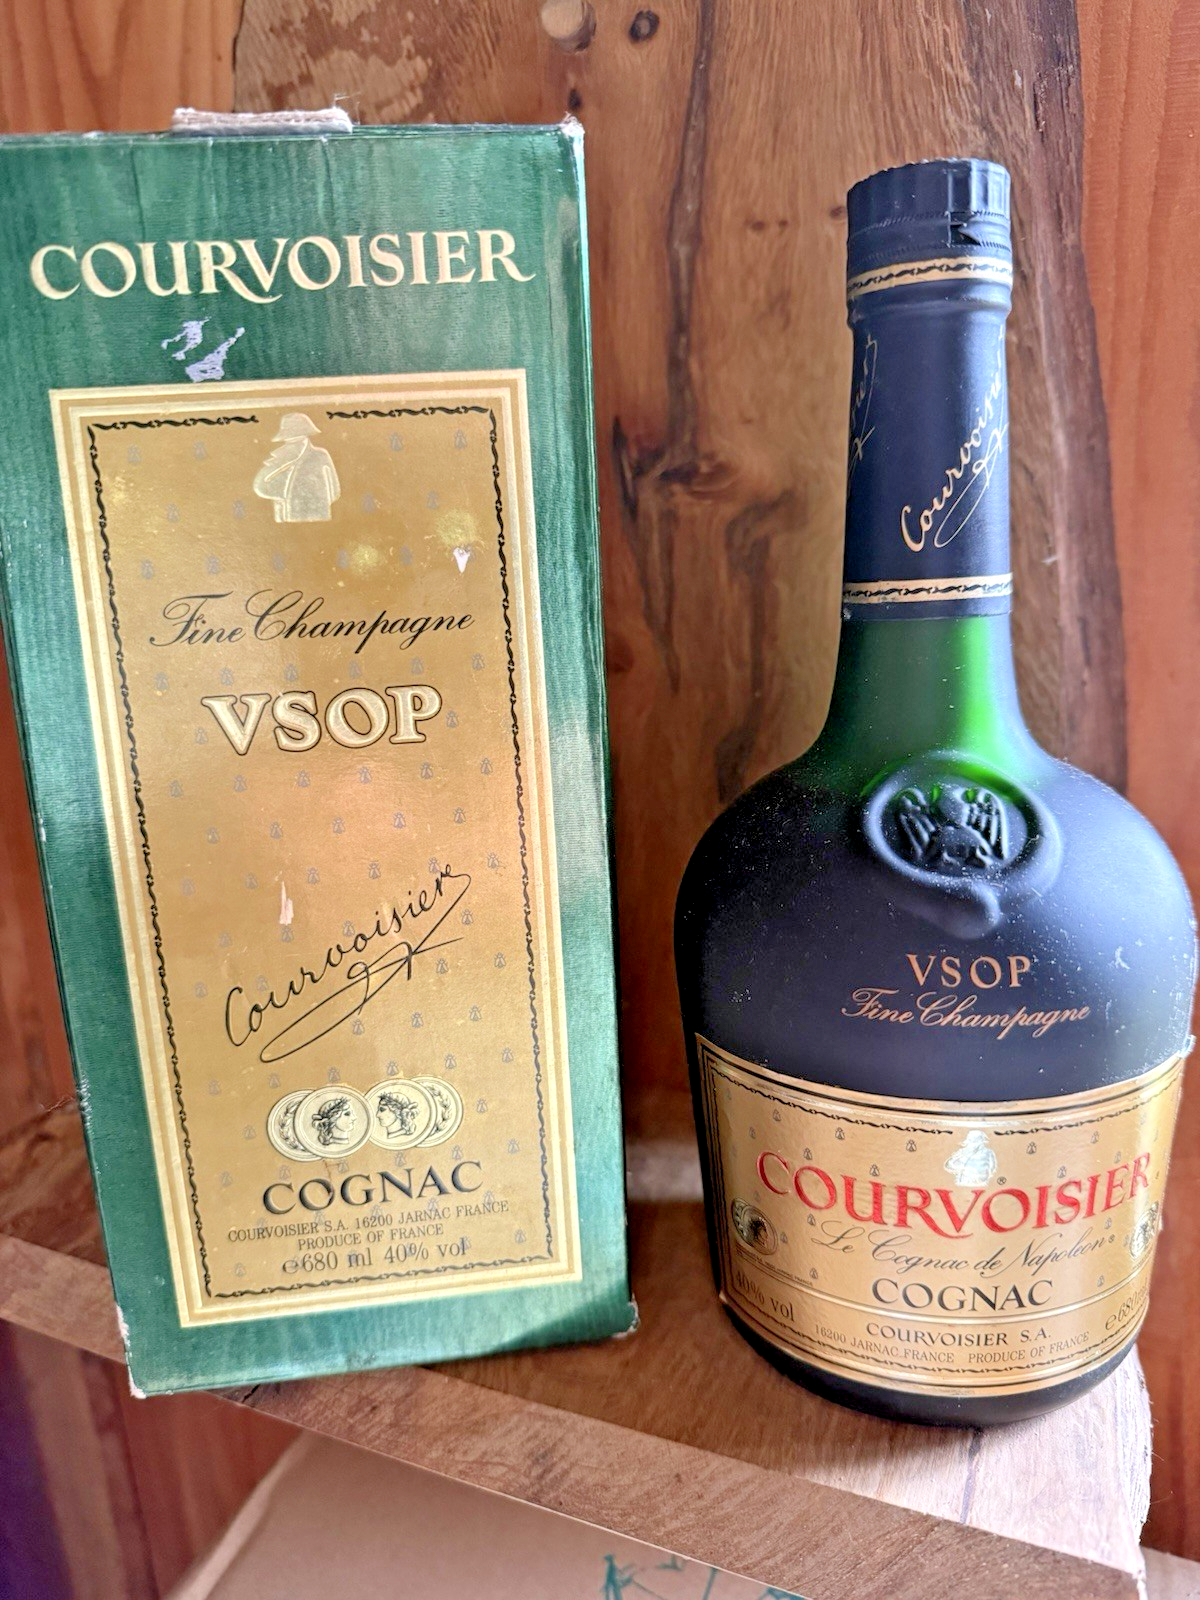 COURVOISIER
Fine Champagne
VSOP
Courvoisier
COGNAC
COURVOISIER S.A. 16200 JARNAC FRANCE
PRODUCE OF FRANCE
e680 ml 40% vol
Courvoisier
VSOP
Fine Champagne
COURVOISIER®
Le Cognac de Napoleon®
COGNAC
40% vol
COURVOISIER S.A.
e680
16200 JARNAC FRANCE PRODUCE OF FRANCE